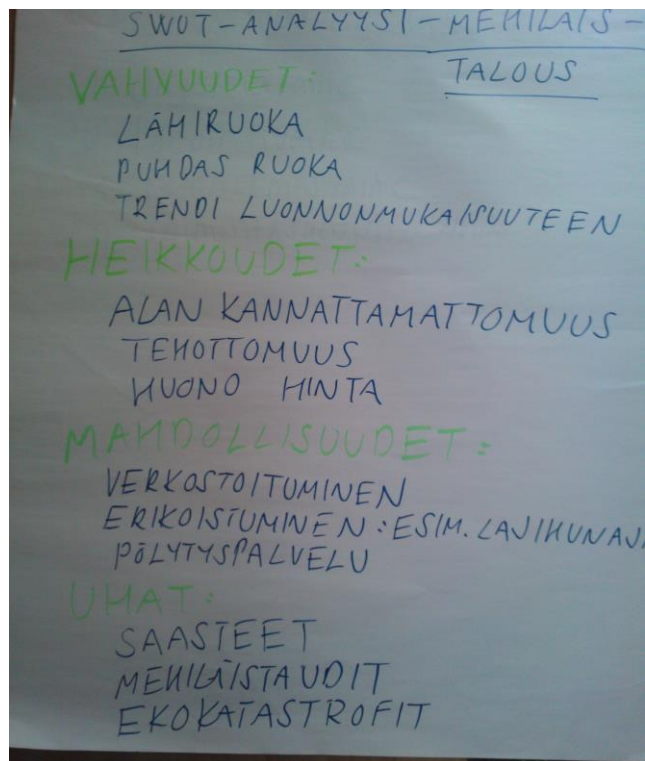 SWOT-ANALYYSI-MEHILÄIS-
TALOUS
VAHVUUDET:
LÄHIRUOKA
PUHDAS RUOKA
TRENDI LUONNONMUKAISUUTEEN
HEIKKOUDET:
ALAN KANNATTAMATTOMUUS
TEHOTTOMUUS
HUONO HINTA
MAHDOLLISUUDET:
VERKOSTOITUMINEN
ERIKOISTUMINEN: ESIM. LAJIHUNAJA
PÖLYTYSPALVELU
UHAT:
SAASTEET
MEHILÄISTAUDIT
EKOKATASTROFIT